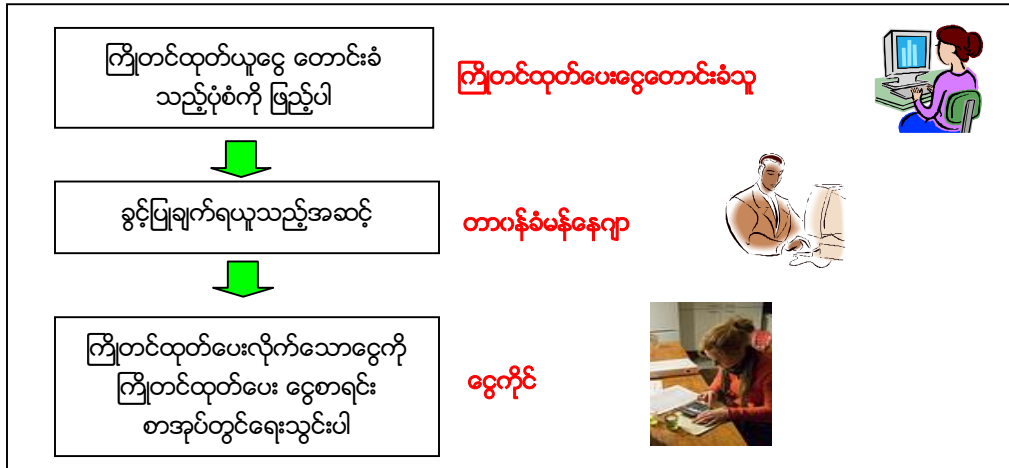 ကြိုတင်ထုတ်ယူငွေ တောင်းခံ
သည့်ပုံစံကို ဖြည့်ပါ
ကြိုတင်ထုတ်ပေးငွေတောင်းခံသူ
ခွင့်ပြုချက်ရယူသည့်အဆင့်
တာဝန်ခံမန်နေဂျာ
ကြိုတင်ထုတ်ပေးလိုက်သောငွေကို
ကြိုတင်ထုတ်ပေး ငွေစာရင်း
စာအုပ်တွင်ရေးသွင်းပါ
ငွေကိုင်